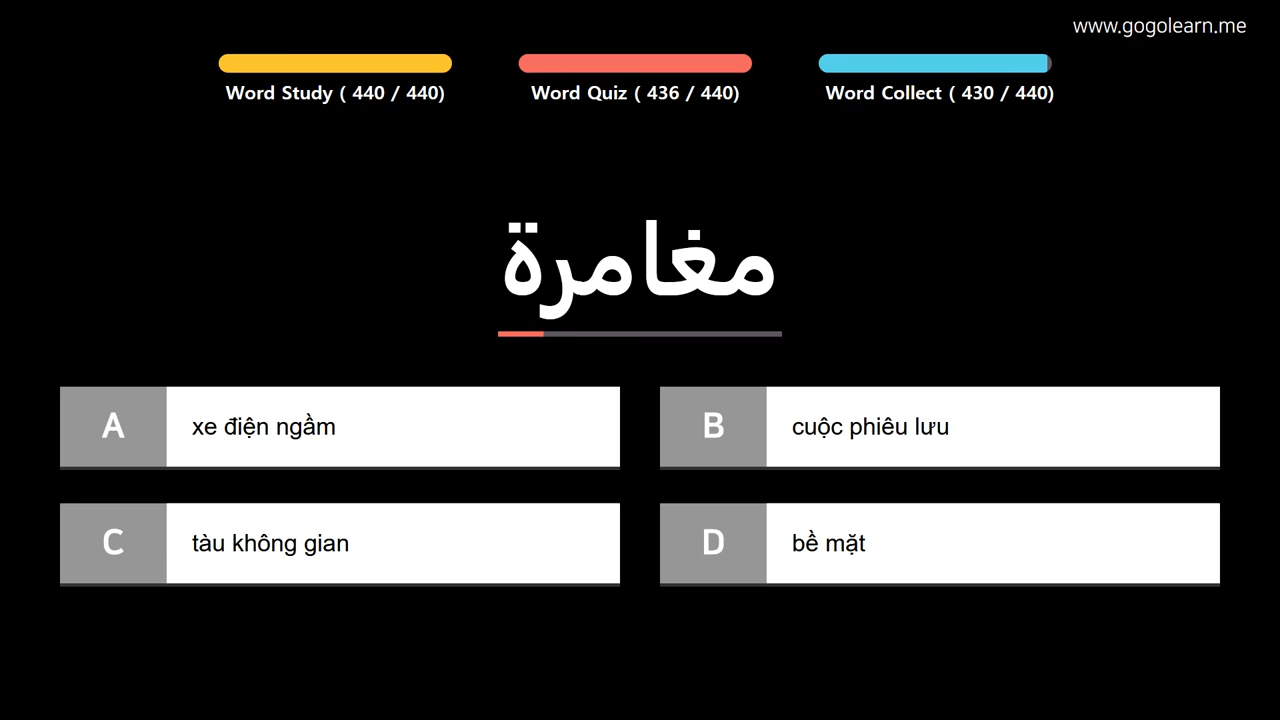 www.gogolearn.me
Word Study ( 440 / 440)
Word Quiz ( 436 / 440)
Word Collect ( 430 / 440)
مغامرة
A
xe điện ngầm
B
cuộc phiêu lưu
C
tàu không gian
D
bề mặt